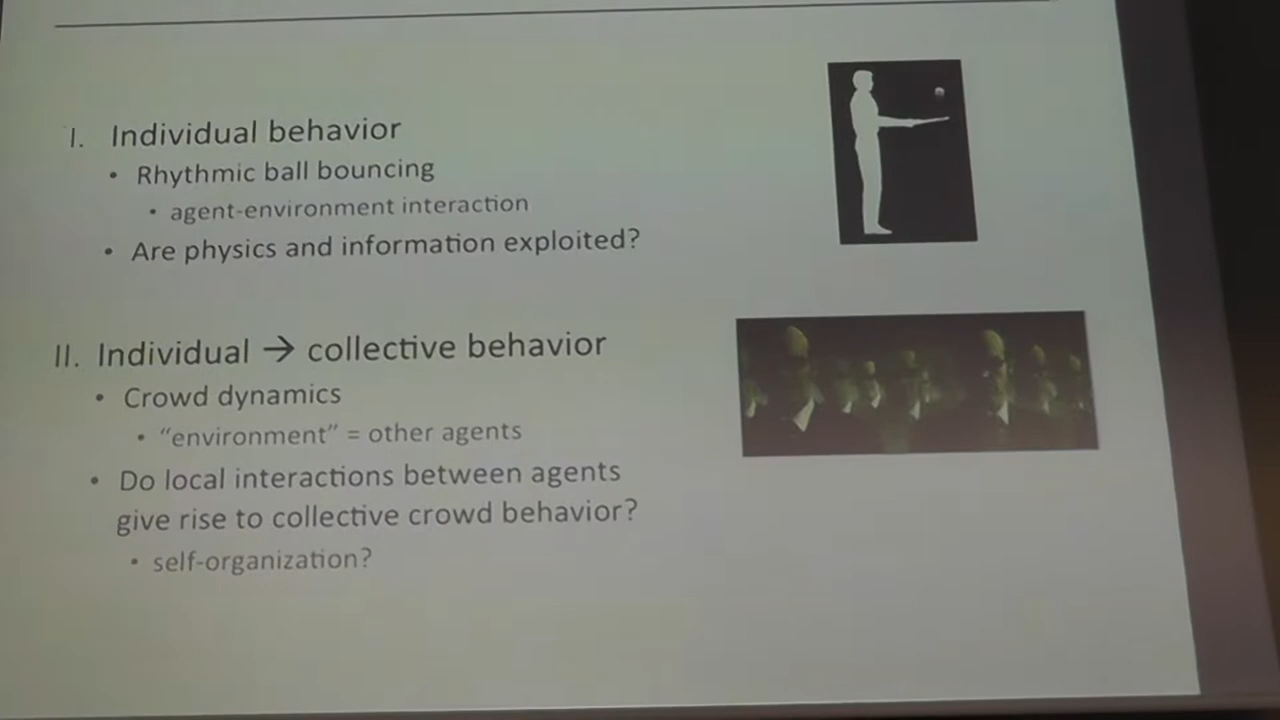 I. Individual behavior
• Rhythmic ball bouncing
• agent-environment interaction
• Are physics and information exploited?
II. Individual → collective behavior
• Crowd dynamics
• “environment” = other agents
• Do local interactions between agents
give rise to collective crowd behavior?
• self-organization?